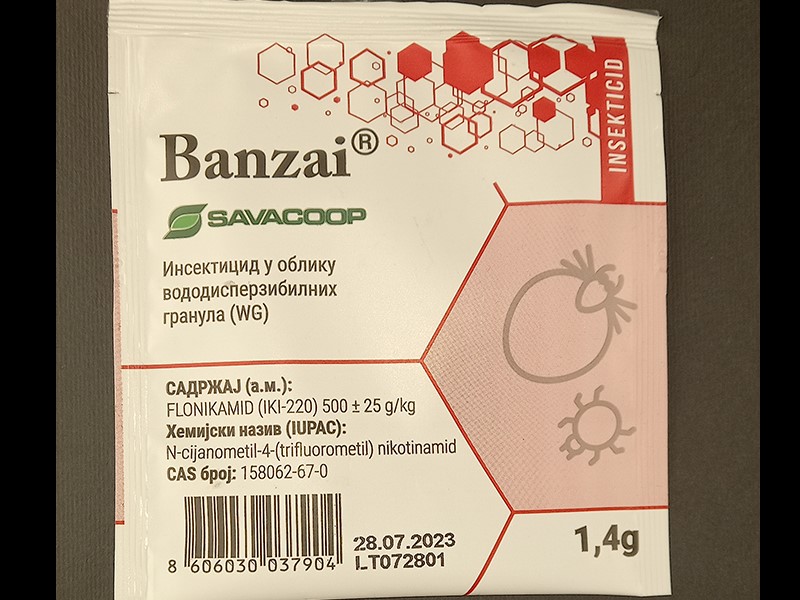 INSEKTICID
Banzai®
SAVACOOP
Инсектицид у облику
вододисперзибилних
гранула (WG)
САДРЖАЈ (а.м.):
FLONIKAMID (IKI-220) 500 ± 25 g/kg
Хемијски назив (IUPAC):
N-cijanometil-4-(trifluorometil) nikotinamid
CAS број: 158062-67-0
8 606030 037904
28.07.2023
LT072801
1,4g